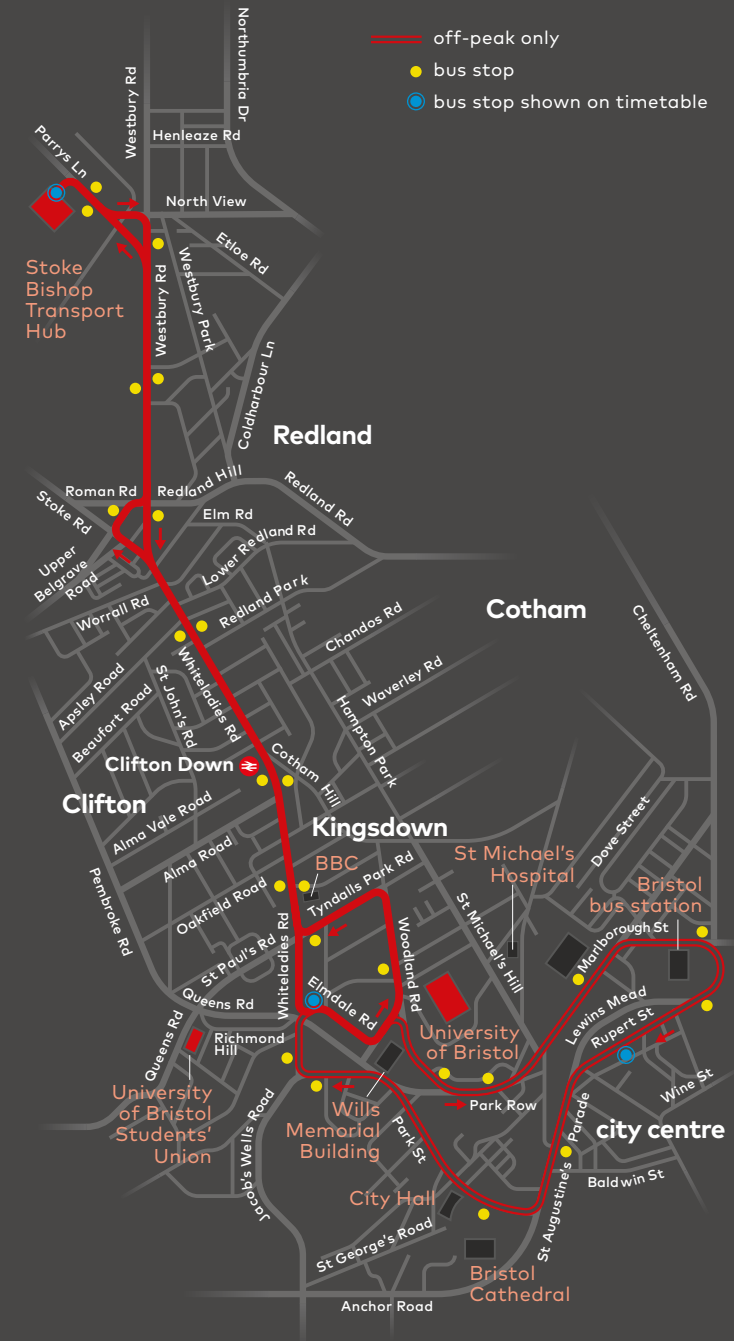 off-peak only
bus stop
bus stop shown on timetable
Northumbria Dr
Westbury Rd
Henleaze Rd
Parrys Ln
North View
Etloe Rd
Stoke
Bishop
Transport
Hub
Westbury Rd
Westbury Park
Coldharbour Ln
Redland
Roman Rd
Redland Hill
Redland Rd
Stoke Rd
Elm Rd
Lower Redland Rd
Upper
Belgrave
Road
Worrall Rd
Redland Park
Chandos Rd
Cotham
Cheltenham Rd
Whiteladies Rd
St John's Rd
Apsley Road
Beaufort Road
Waverley Rd
Hampton Park
Clifton Down
Cotham Hill
Clifton
Alma Vale Road
Kingsdown
Dove Street
Alma Road
BBC
Tyndalls Park Rd
St Michael's
Hospital
Bristol
bus station
Pembroke Rd
Oakfield Road
Whiteladies Rd
Woodland Rd
St Michael's Hill
Marlborough St
St Paul's Rd
Queens Rd
Elmdale Rd
Lewins Mead
Rupert St
Queens Rd
Richmond
Hill
University
of Bristol
Wine St
University
of Bristol
Students'
Union
Wills
Memorial
Building
Park Row
Park St
city centre
Jacob's Wells Road
St Augustine's Parade
Baldwin St
City Hall
St George's Road
Bristol
Cathedral
Anchor Road